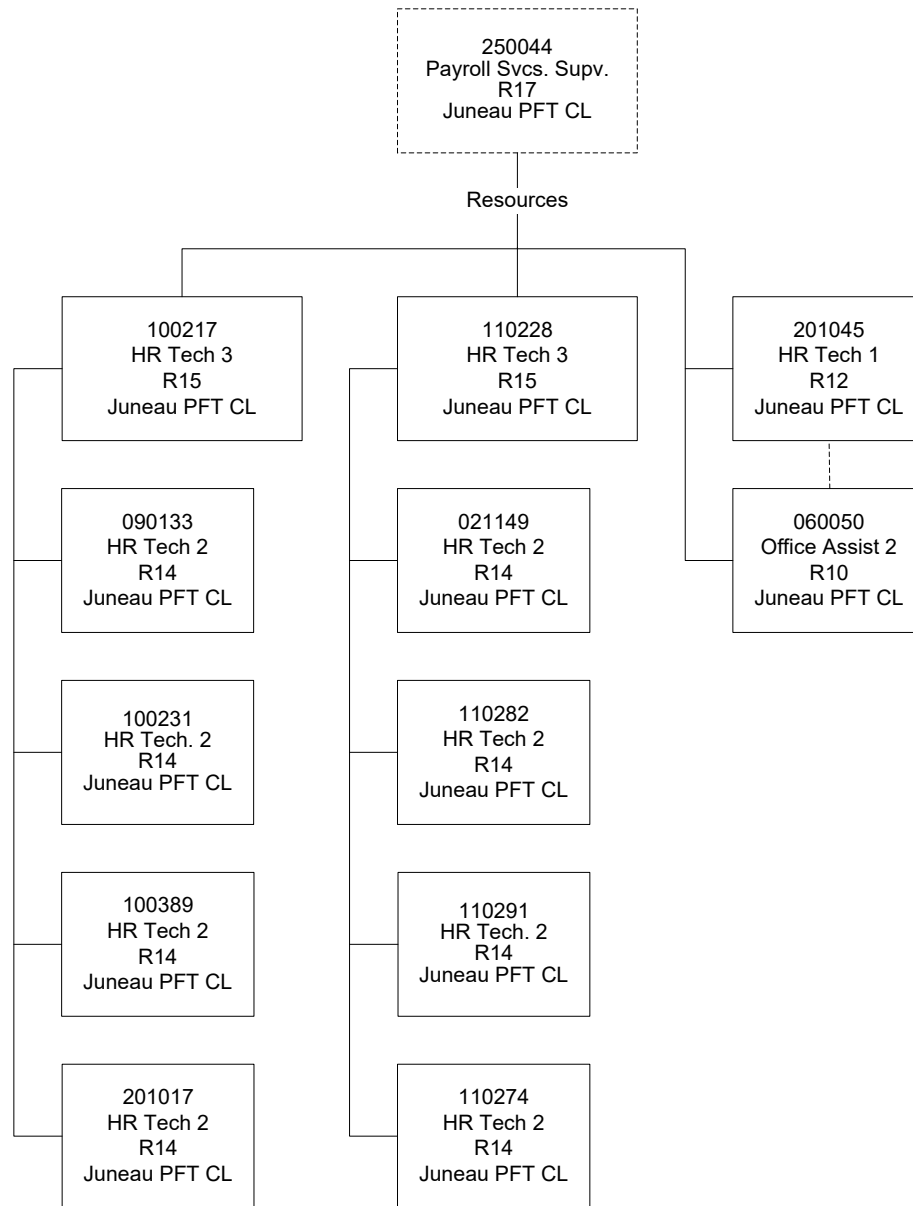 250044
Payroll Svcs. Supv.
R17
Juneau PFT CL
Resources
100217
HR Tech 3
R15
Juneau PFT CL
090133
HR Tech 2
R14
Juneau PFT CL
100231
HR Tech. 2
R14
Juneau PFT CL
100389
HR Tech 2
R14
Juneau PFT CL
201017
HR Tech 2
R14
Juneau PFT CL
110228
HR Tech 3
R15
Juneau PFT CL
021149
HR Tech 2
R14
Juneau PFT CL
110282
HR Tech 2
R14
Juneau PFT CL
110291
HR Tech. 2
R14
Juneau PFT CL
110274
HR Tech 2
R14
Juneau PFT CL
201045
HR Tech 1
R12
Juneau PFT CL
060050
Office Assist 2
R10
Juneau PFT CL